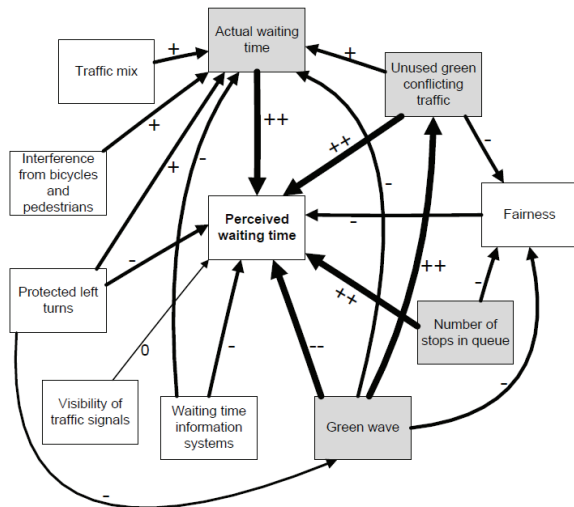 Actual waiting
time
Traffic mix
+
+
Unused green
conflicting
traffic
+
++
++
-
+
-
Interference
from bicycles
and
pedestrians
-
Perceived
waiting time
-
Fairness
-
++
++
-
Protected left
turns
0
-
--
Number of
stops in queue
Visibility of
traffic signals
Waiting time
information
systems
Green wave
-
-